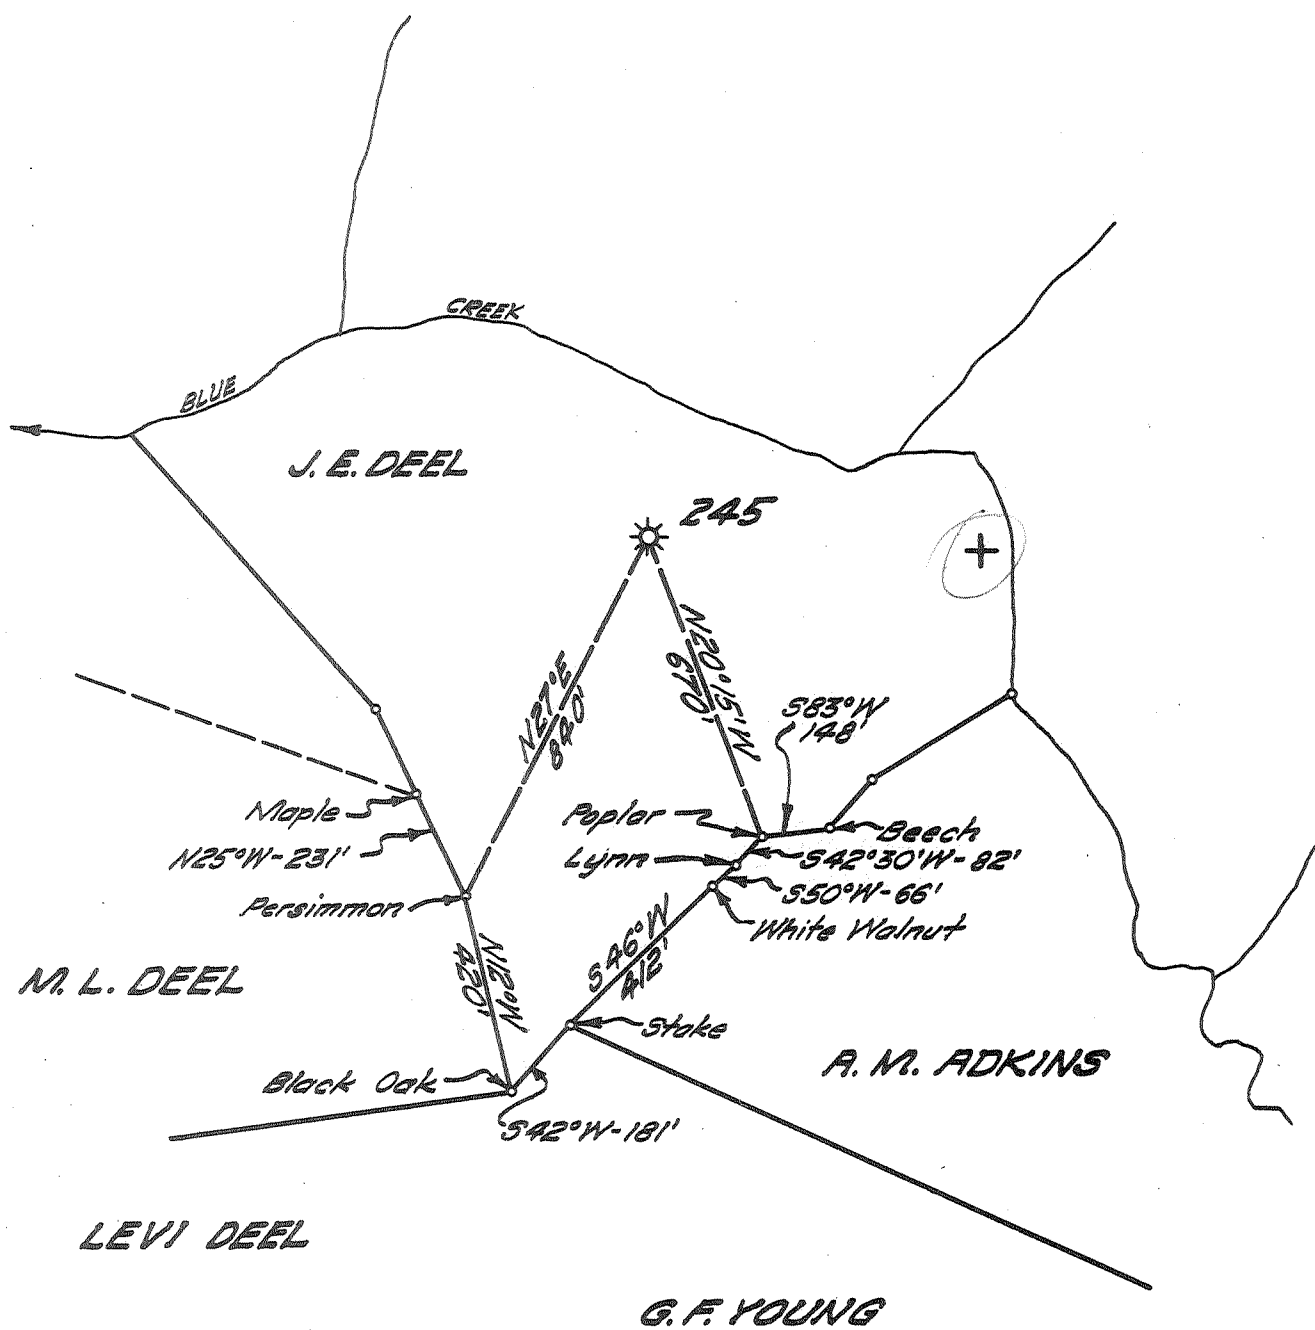 CREEK
BLUE
J. E. DEEL
245
N27°E
840'
N20°15'W
670'
S83°W
148'
Maple
N25°W-231'
Persimmon
Poplar
Beech
Lynn
S42°30'W-82'
S50°W-66'
White Walnut
N12°W
420'
S46°W
412'
M. L. DEEL
Stake
A. M. ADKINS
Black Oak
S42°W-181'
LEVI DEEL
G. F. YOUNG